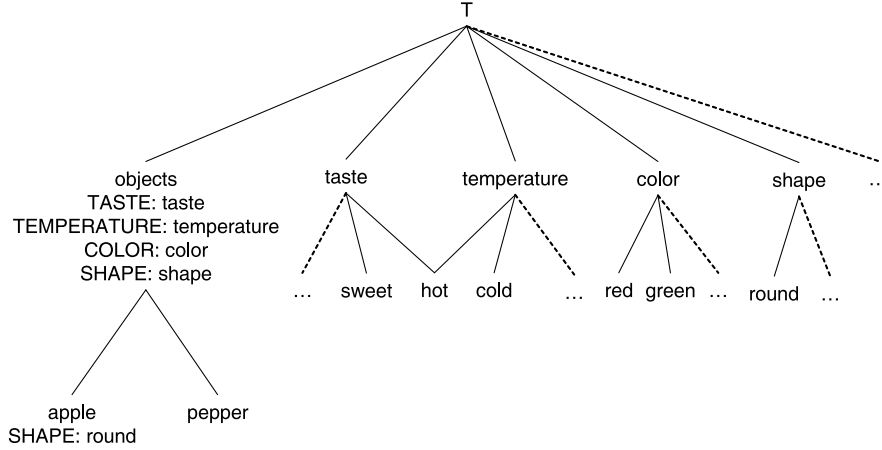 T
objects taste temperature color shape ...
TASTE: taste
TEMPERATURE: temperature
COLOR: color
SHAPE: shape
... sweet hot cold ... red green ... round ...
apple pepper
SHAPE: round